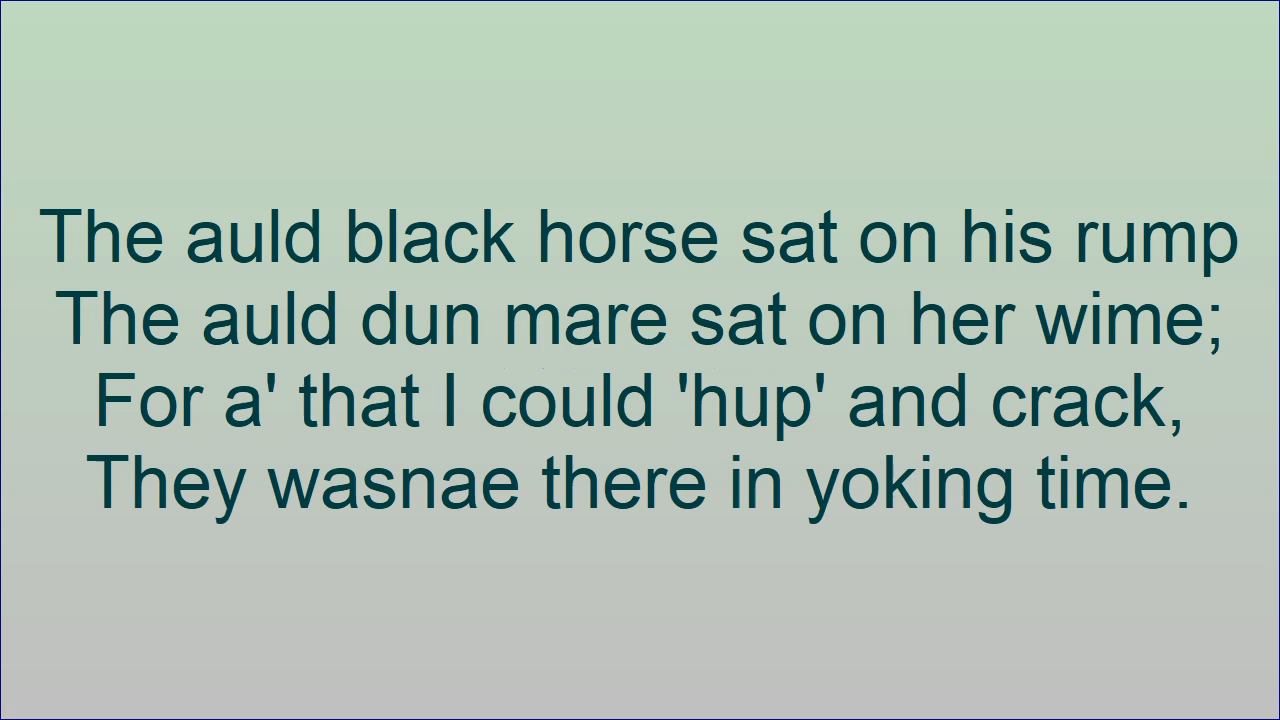 The auld black horse sat on his rump
The auld dun mare sat on her wime;
For a' that I could 'hup' and crack,
They wasnae there in yoking time.